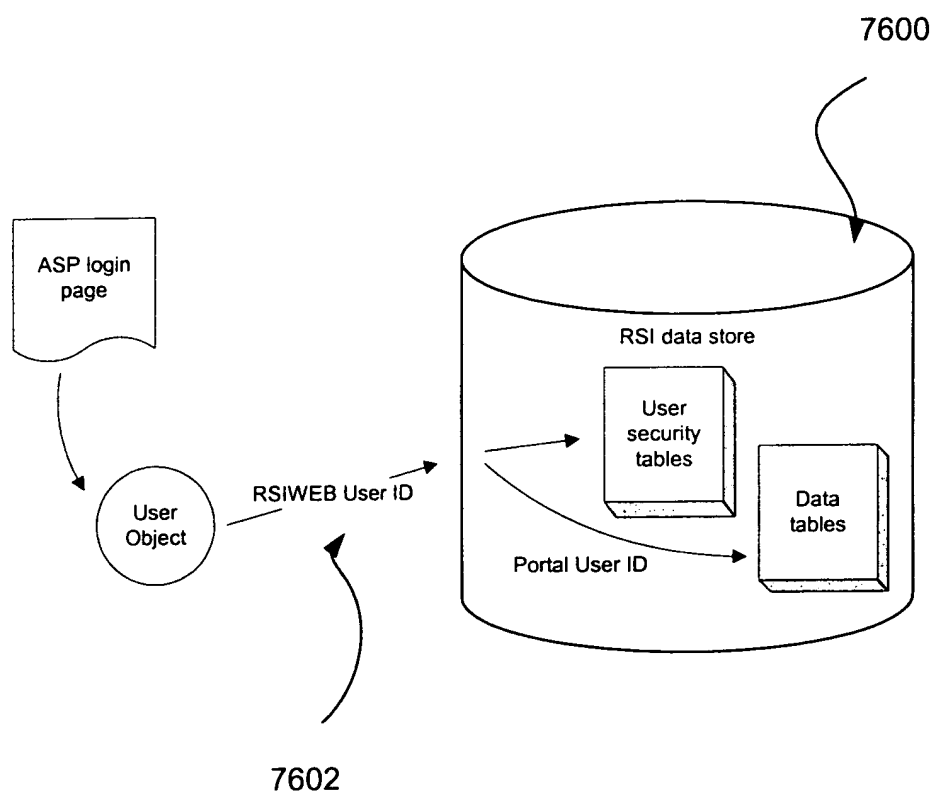 7600
ASP login
page
RSI data store
User
security
tables
RSIWEB User ID
User
Object
Data
tables
Portal User ID
7602